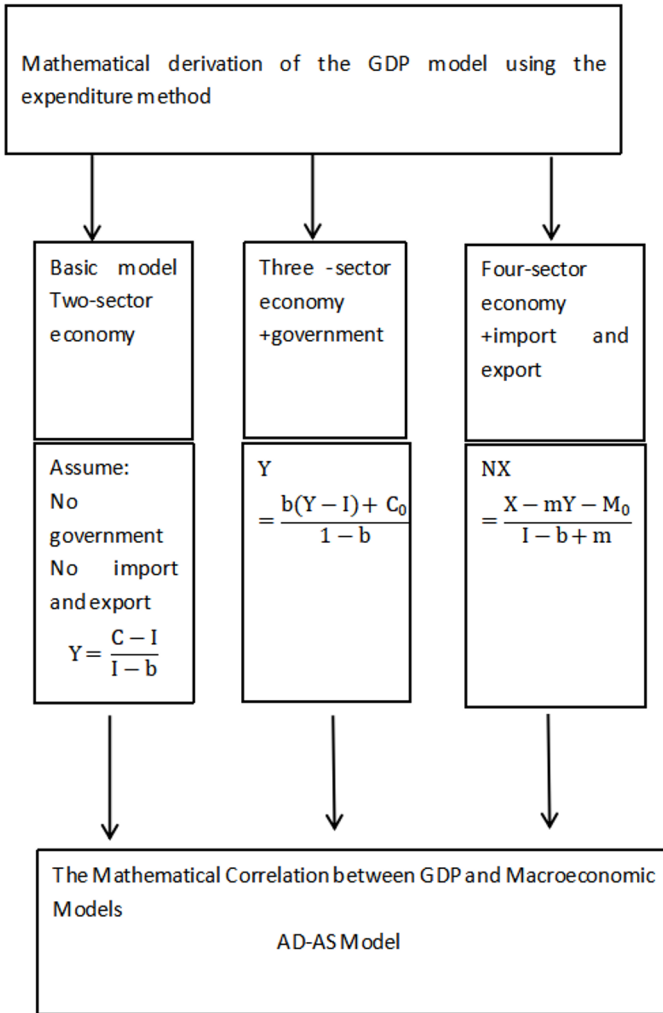 Mathematical derivation of the GDP model using the
expenditure method
Basic model
Two-sector
economy
Three -sector
economy
+government
Four-sector
economy
+import and
export
Assume:
No
government
No import
and export
Y = (C − I)/(I − b)
Y
= (b(Y − I) + C₀)/(1 − b)
NX
= (X − mY − M₀)/(I − b + m)
The Mathematical Correlation between GDP and Macroeconomic
Models
AD-AS Model